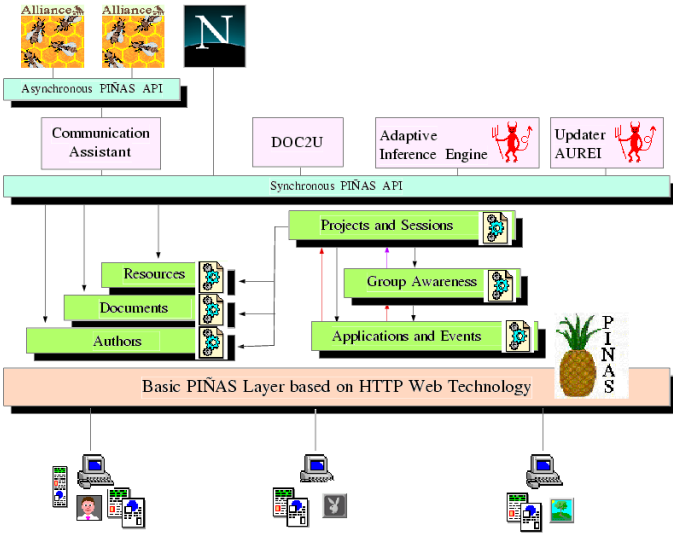 Alliance
Alliance
N
Asynchronous PIÑAS API
Communication
Assistant
DOC2U
Adaptive
Inference Engine
Updater
AUREI
Synchronous PIÑAS API
Projects and Sessions
Resources
Group Awareness
Documents
Authors
Applications and Events
PIÑAS
Basic PIÑAS Layer based on HTTP Web Technology